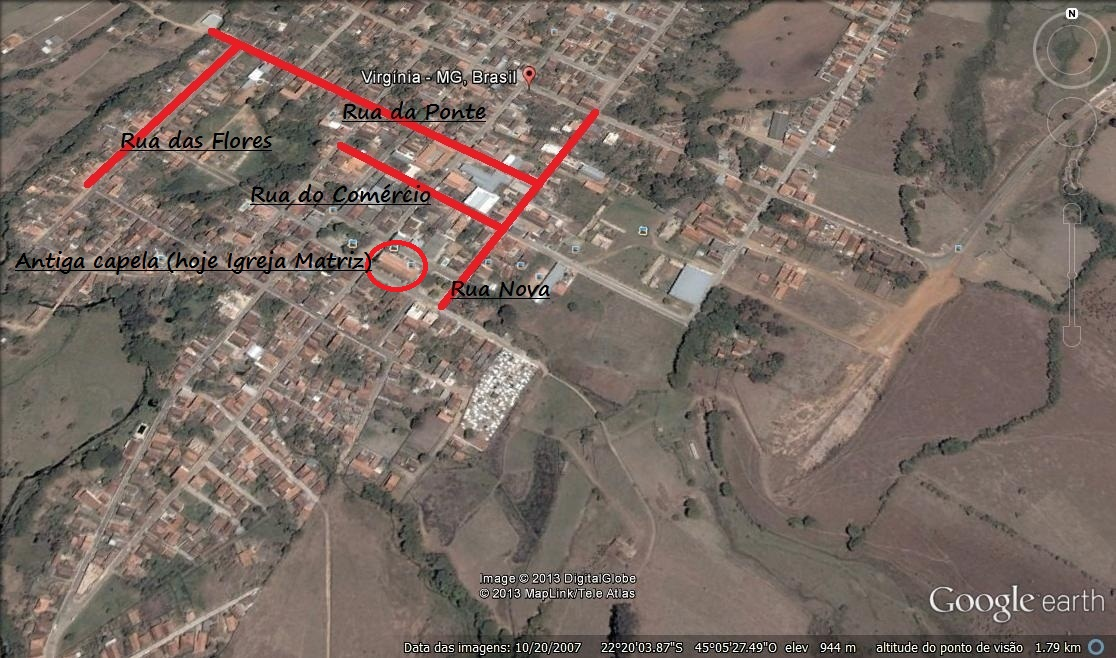 N
Virgínia - MG, Brasil
Rua da Ponte
Rua das Flores
Rua do Comércio
Antiga capela (hoje Igreja Matriz)
Rua Nova
Image © 2013 DigitalGlobe
© 2013 MapLink/Tele Atlas
Google earth
Data das imagens: 10/20/2007 22°20'03.87"S 45°05'27.49"O elev 944 m altitude do ponto de visão 1.79 km